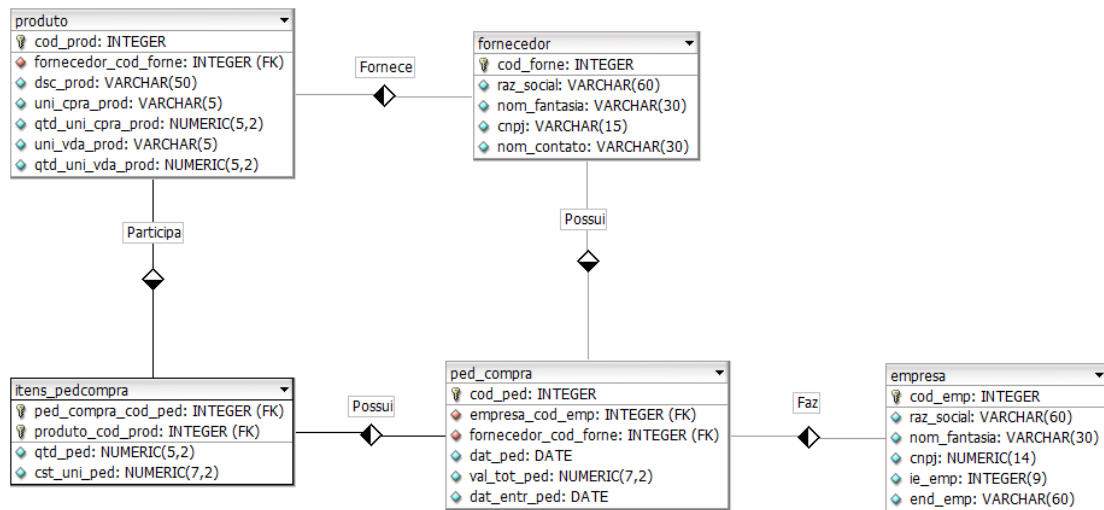 produto
cod_prod: INTEGER
fornecedor_cod_forne: INTEGER (FK)
dsc_prod: VARCHAR(50)
uni_cpra_prod: VARCHAR(5)
qtd_uni_cpra_prod: NUMERIC(5,2)
uni_vda_prod: VARCHAR(5)
qtd_uni_vda_prod: NUMERIC(5,2)
Fornece
fornecedor
cod_forne: INTEGER
raz_social: VARCHAR(60)
nom_fantasia: VARCHAR(30)
cnpj: VARCHAR(15)
nom_contato: VARCHAR(30)
Participa
Possui
itens_pedcompra
ped_compra_cod_ped: INTEGER (FK)
produto_cod_prod: INTEGER (FK)
qtd_ped: NUMERIC(5,2)
cst_uni_ped: NUMERIC(7,2)
Possui
ped_compra
cod_ped: INTEGER
empresa_cod_emp: INTEGER (FK)
fornecedor_cod_forne: INTEGER (FK)
dat_ped: DATE
val_tot_ped: NUMERIC(7,2)
dat_entr_ped: DATE
Faz
empresa
cod_emp: INTEGER
raz_social: VARCHAR(60)
nom_fantasia: VARCHAR(30)
cnpj: NUMERIC(14)
ie_emp: INTEGER(9)
end_emp: VARCHAR(60)